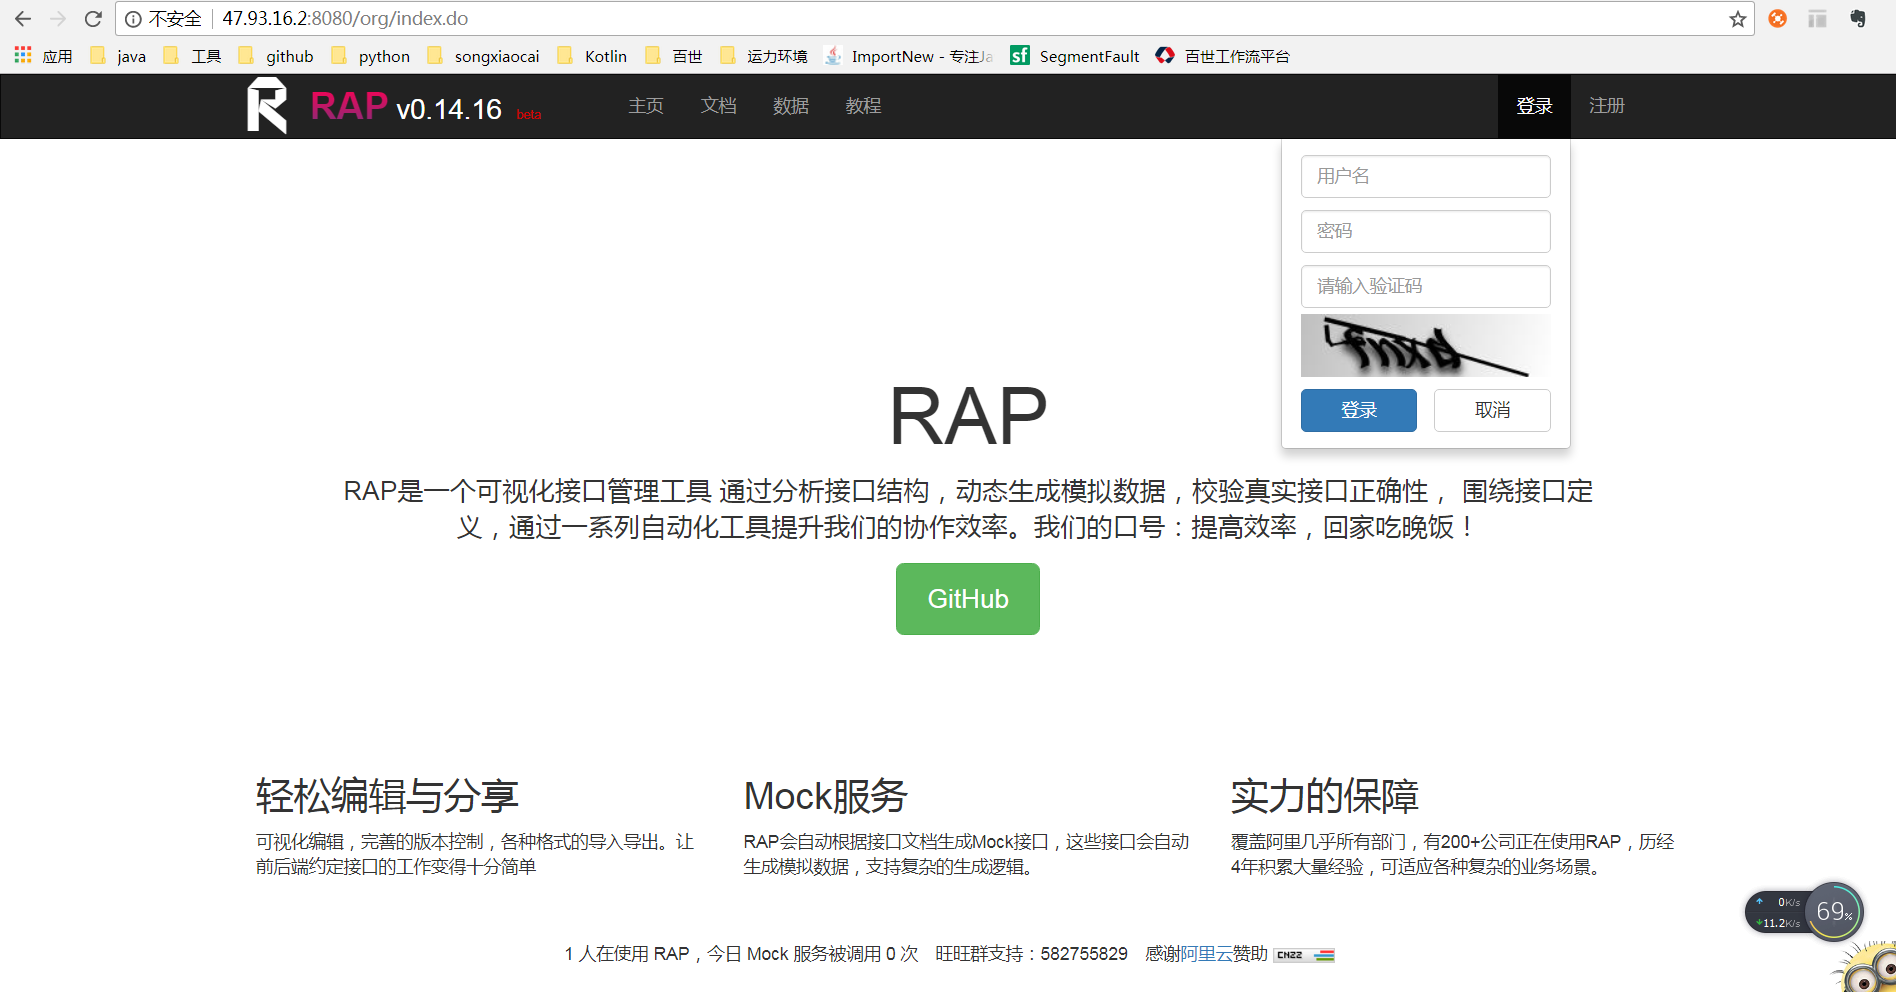 不安全 47.93.16.2:8080/org/index.do
应用 java 工具 github python songxiaocai Kotlin 百世 运力环境 ImportNew - 专注Ja SegmentFault 百世工作流平台
RAP v0.14.16 beta 主页 文档 数据 教程 登录 注册
用户名
密码
请输入验证码
登录 取消
RAP
RAP是一个可视化接口管理工具 通过分析接口结构，动态生成模拟数据，校验真实接口正确性， 围绕接口定
义，通过一系列自动化工具提升我们的协作效率。我们的口号：提高效率，回家吃晚饭！
GitHub
轻松编辑与分享
可视化编辑，完善的版本控制，各种格式的导入导出。让
前后端约定接口的工作变得十分简单
Mock服务
RAP会自动根据接口文档生成Mock接口，这些接口会自动
生成模拟数据，支持复杂的生成逻辑。
实力的保障
覆盖阿里几乎所有部门，有200+公司正在使用RAP，历经
4年积累大量经验，可适应各种复杂的业务场景。
0K/s
11.2K/s
69%
1 人在使用 RAP，今日 Mock 服务被调用 0 次 旺旺群支持：582755829 感谢阿里云赞助 CNZZ